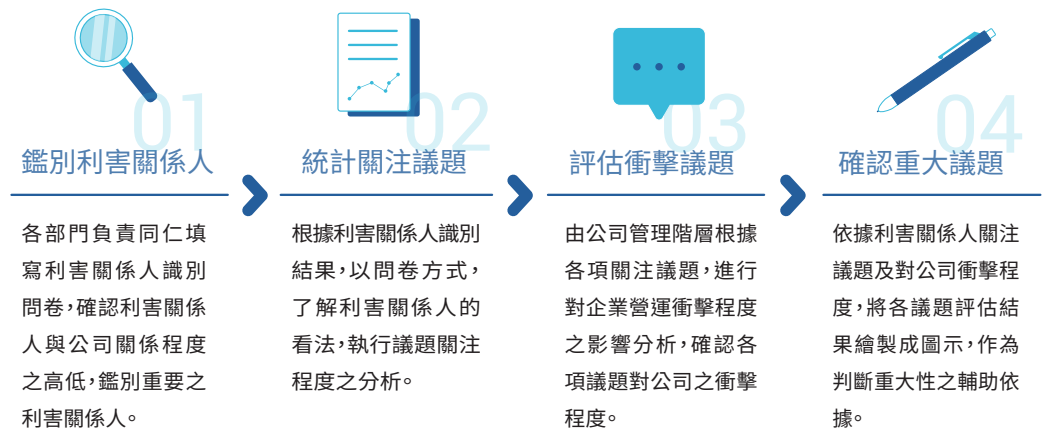 01
鑑別利害關係人
各部門負責同仁填
寫利害關係人識別
問卷,確認利害關係
人與公司關係程度
之高低,鑑別重要之
利害關係人。
02
統計關注議題
根據利害關係人識別
結果,以問卷方式,
了解利害關係人的
看法,執行議題關注
程度之分析。
03
評估衝擊議題
由公司管理階層根據
各項關注議題,進行
對企業營運衝擊程度
之影響分析,確認各
項議題對公司之衝擊
程度。
04
確認重大議題
依據利害關係人關注
議題及對公司衝擊程
度,將各議題評估結
果繪製成圖示,作為
判斷重大性之輔助依
據。